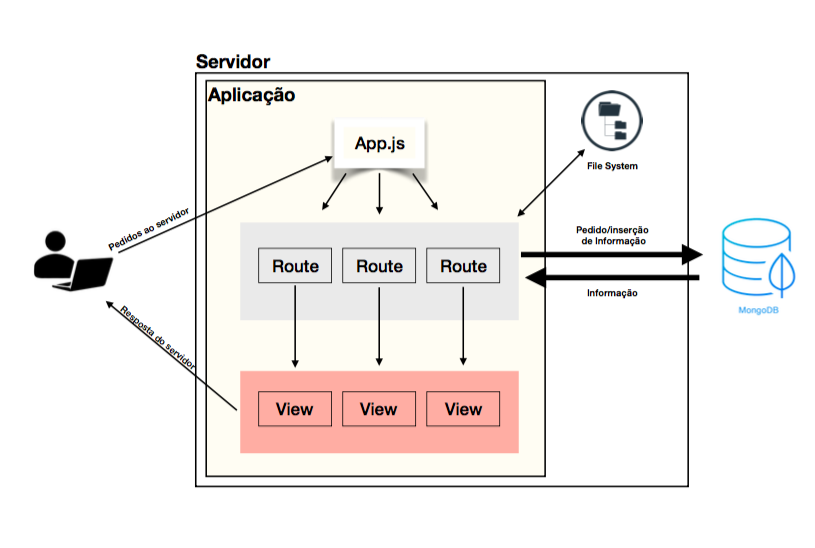 Servidor
Aplicação
App.js
File System
Pedidos ao servidor
Pedido/inserção
de Informação
Route
Route
Route
Informação
MongoDB
Resposta do servidor
View
View
View